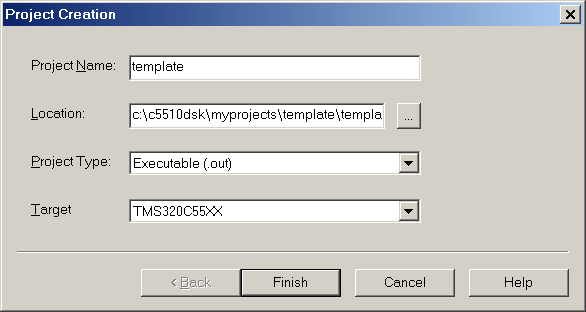 Project Creation
Project Name: template
Location: c:\c5510dsk\myprojects\template\templa ...
Project Type: Executable (.out)
Target TMS320C55XX
< Back Finish Cancel Help